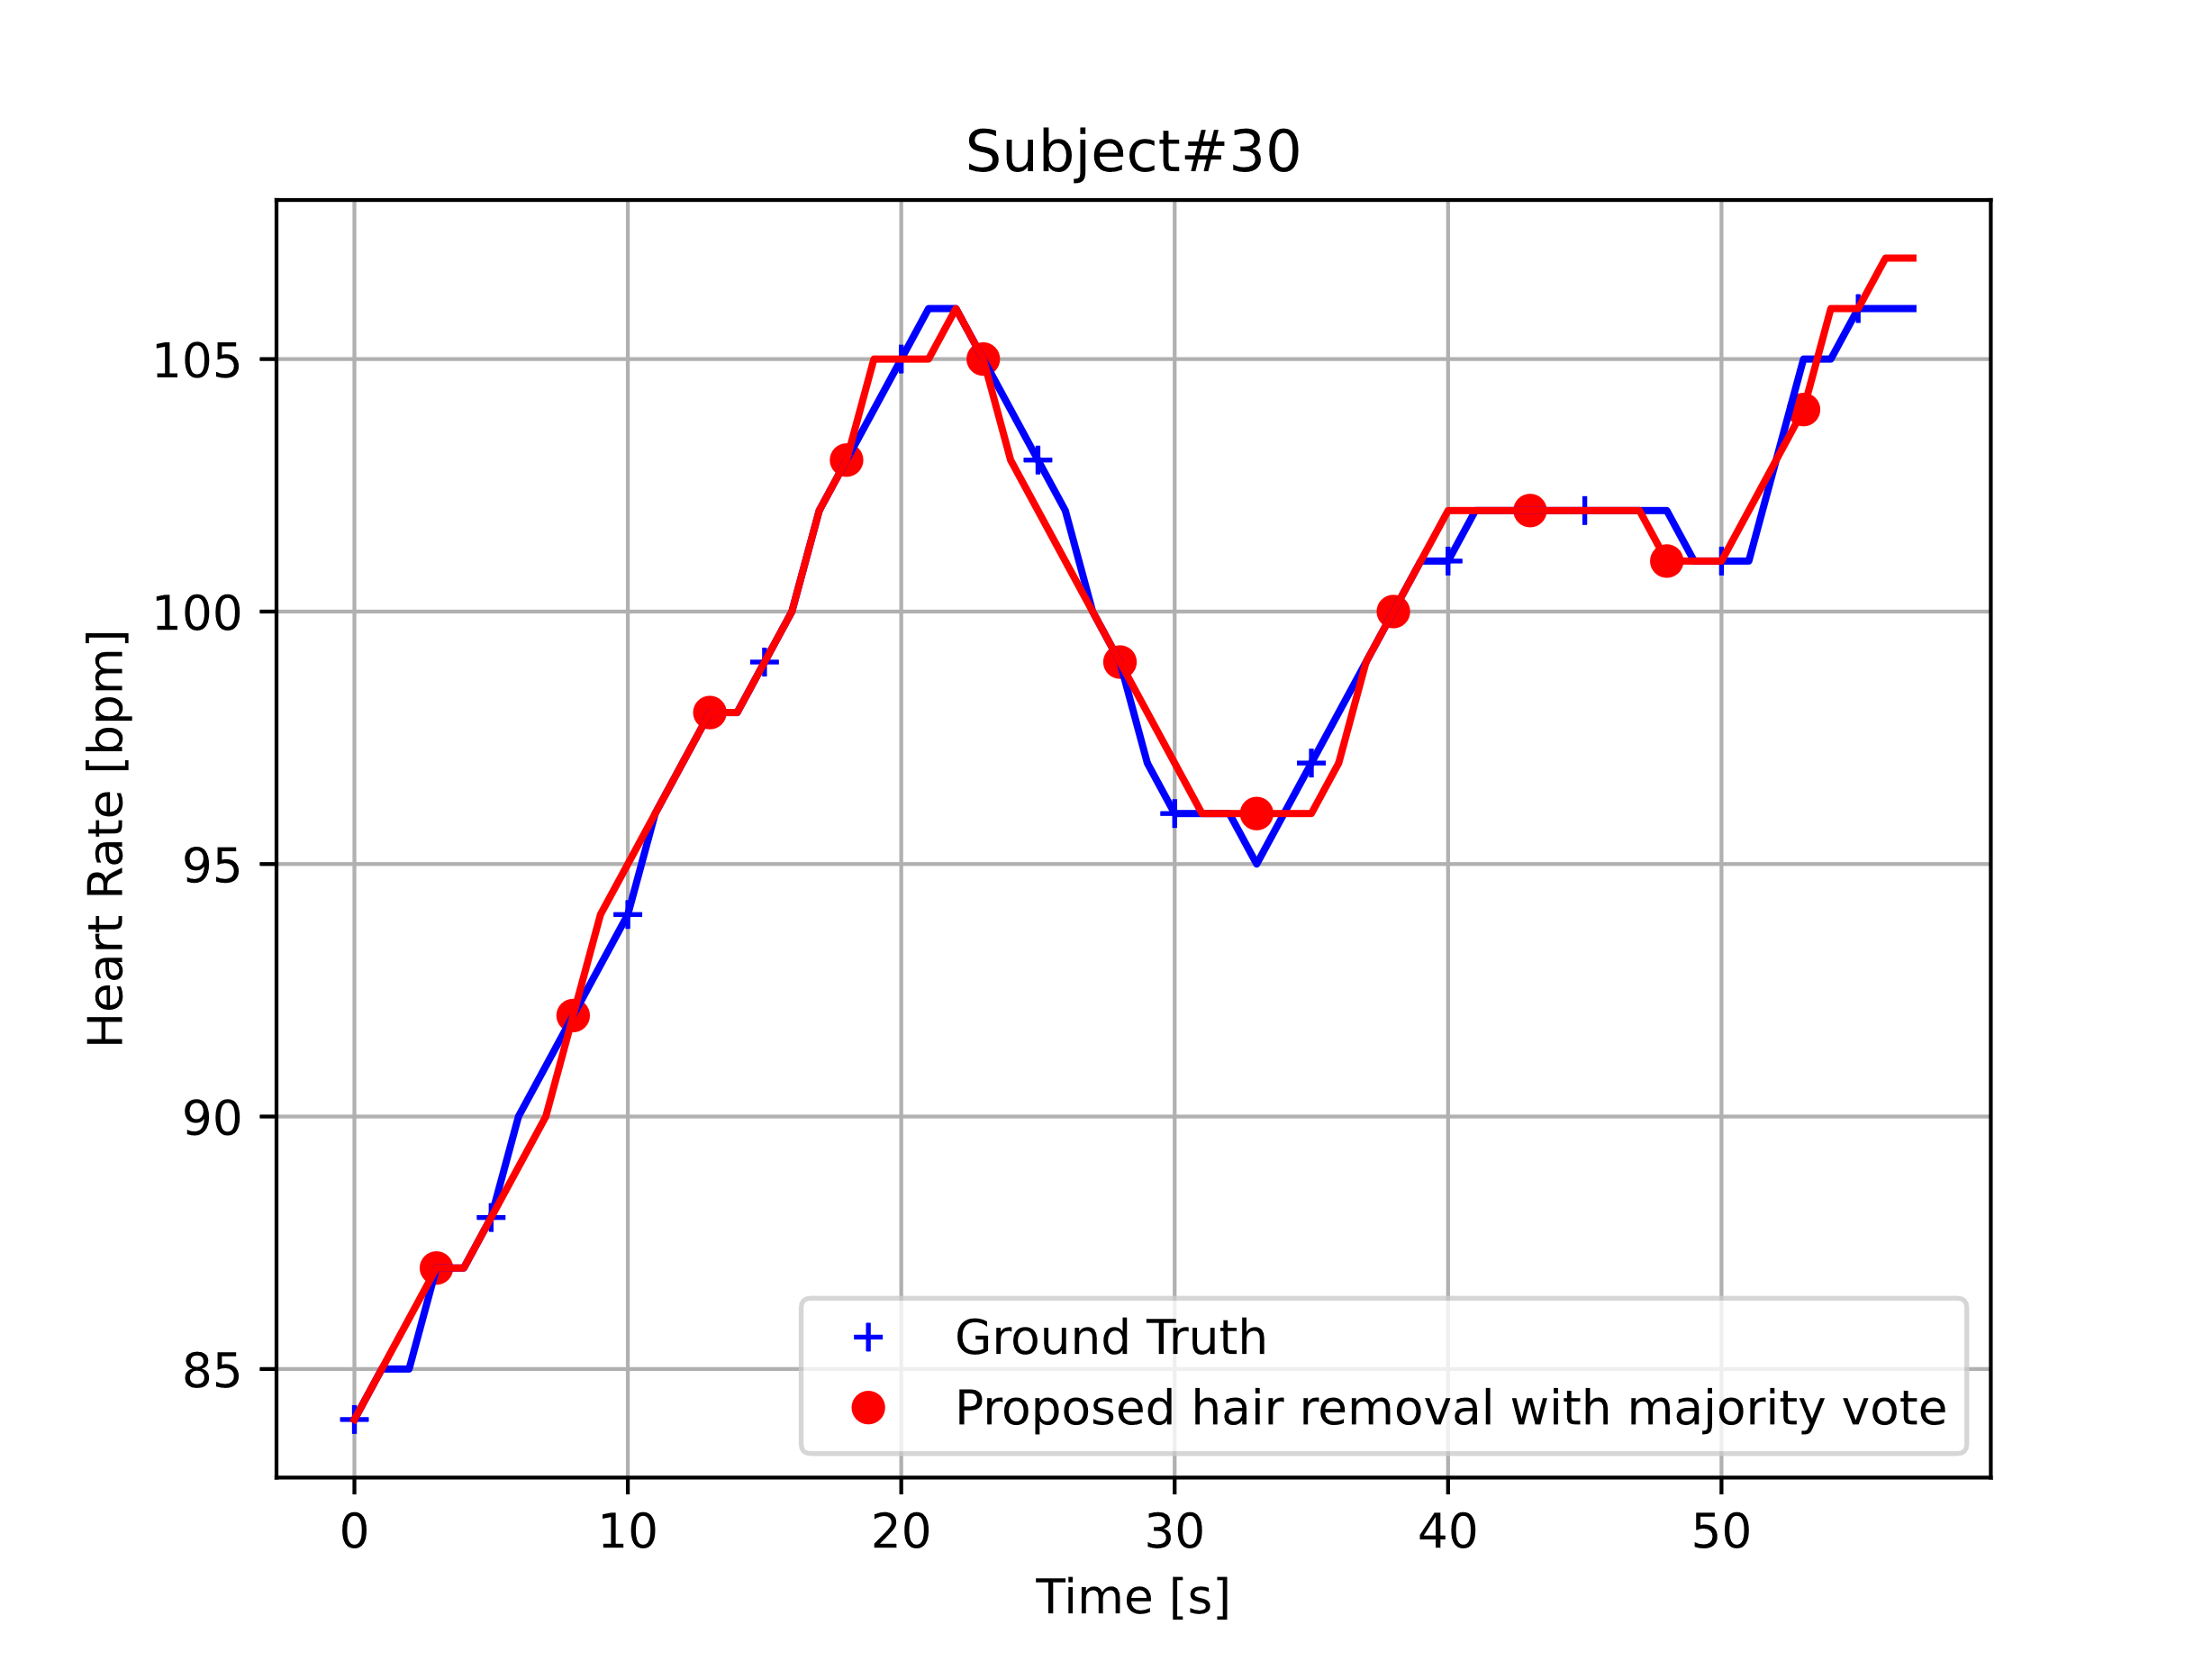 Subject#30
Heart Rate [bpm]
105
100
95
90
85
Ground Truth
Proposed hair removal with majority vote
0 10 20 30 40 50
Time [s]